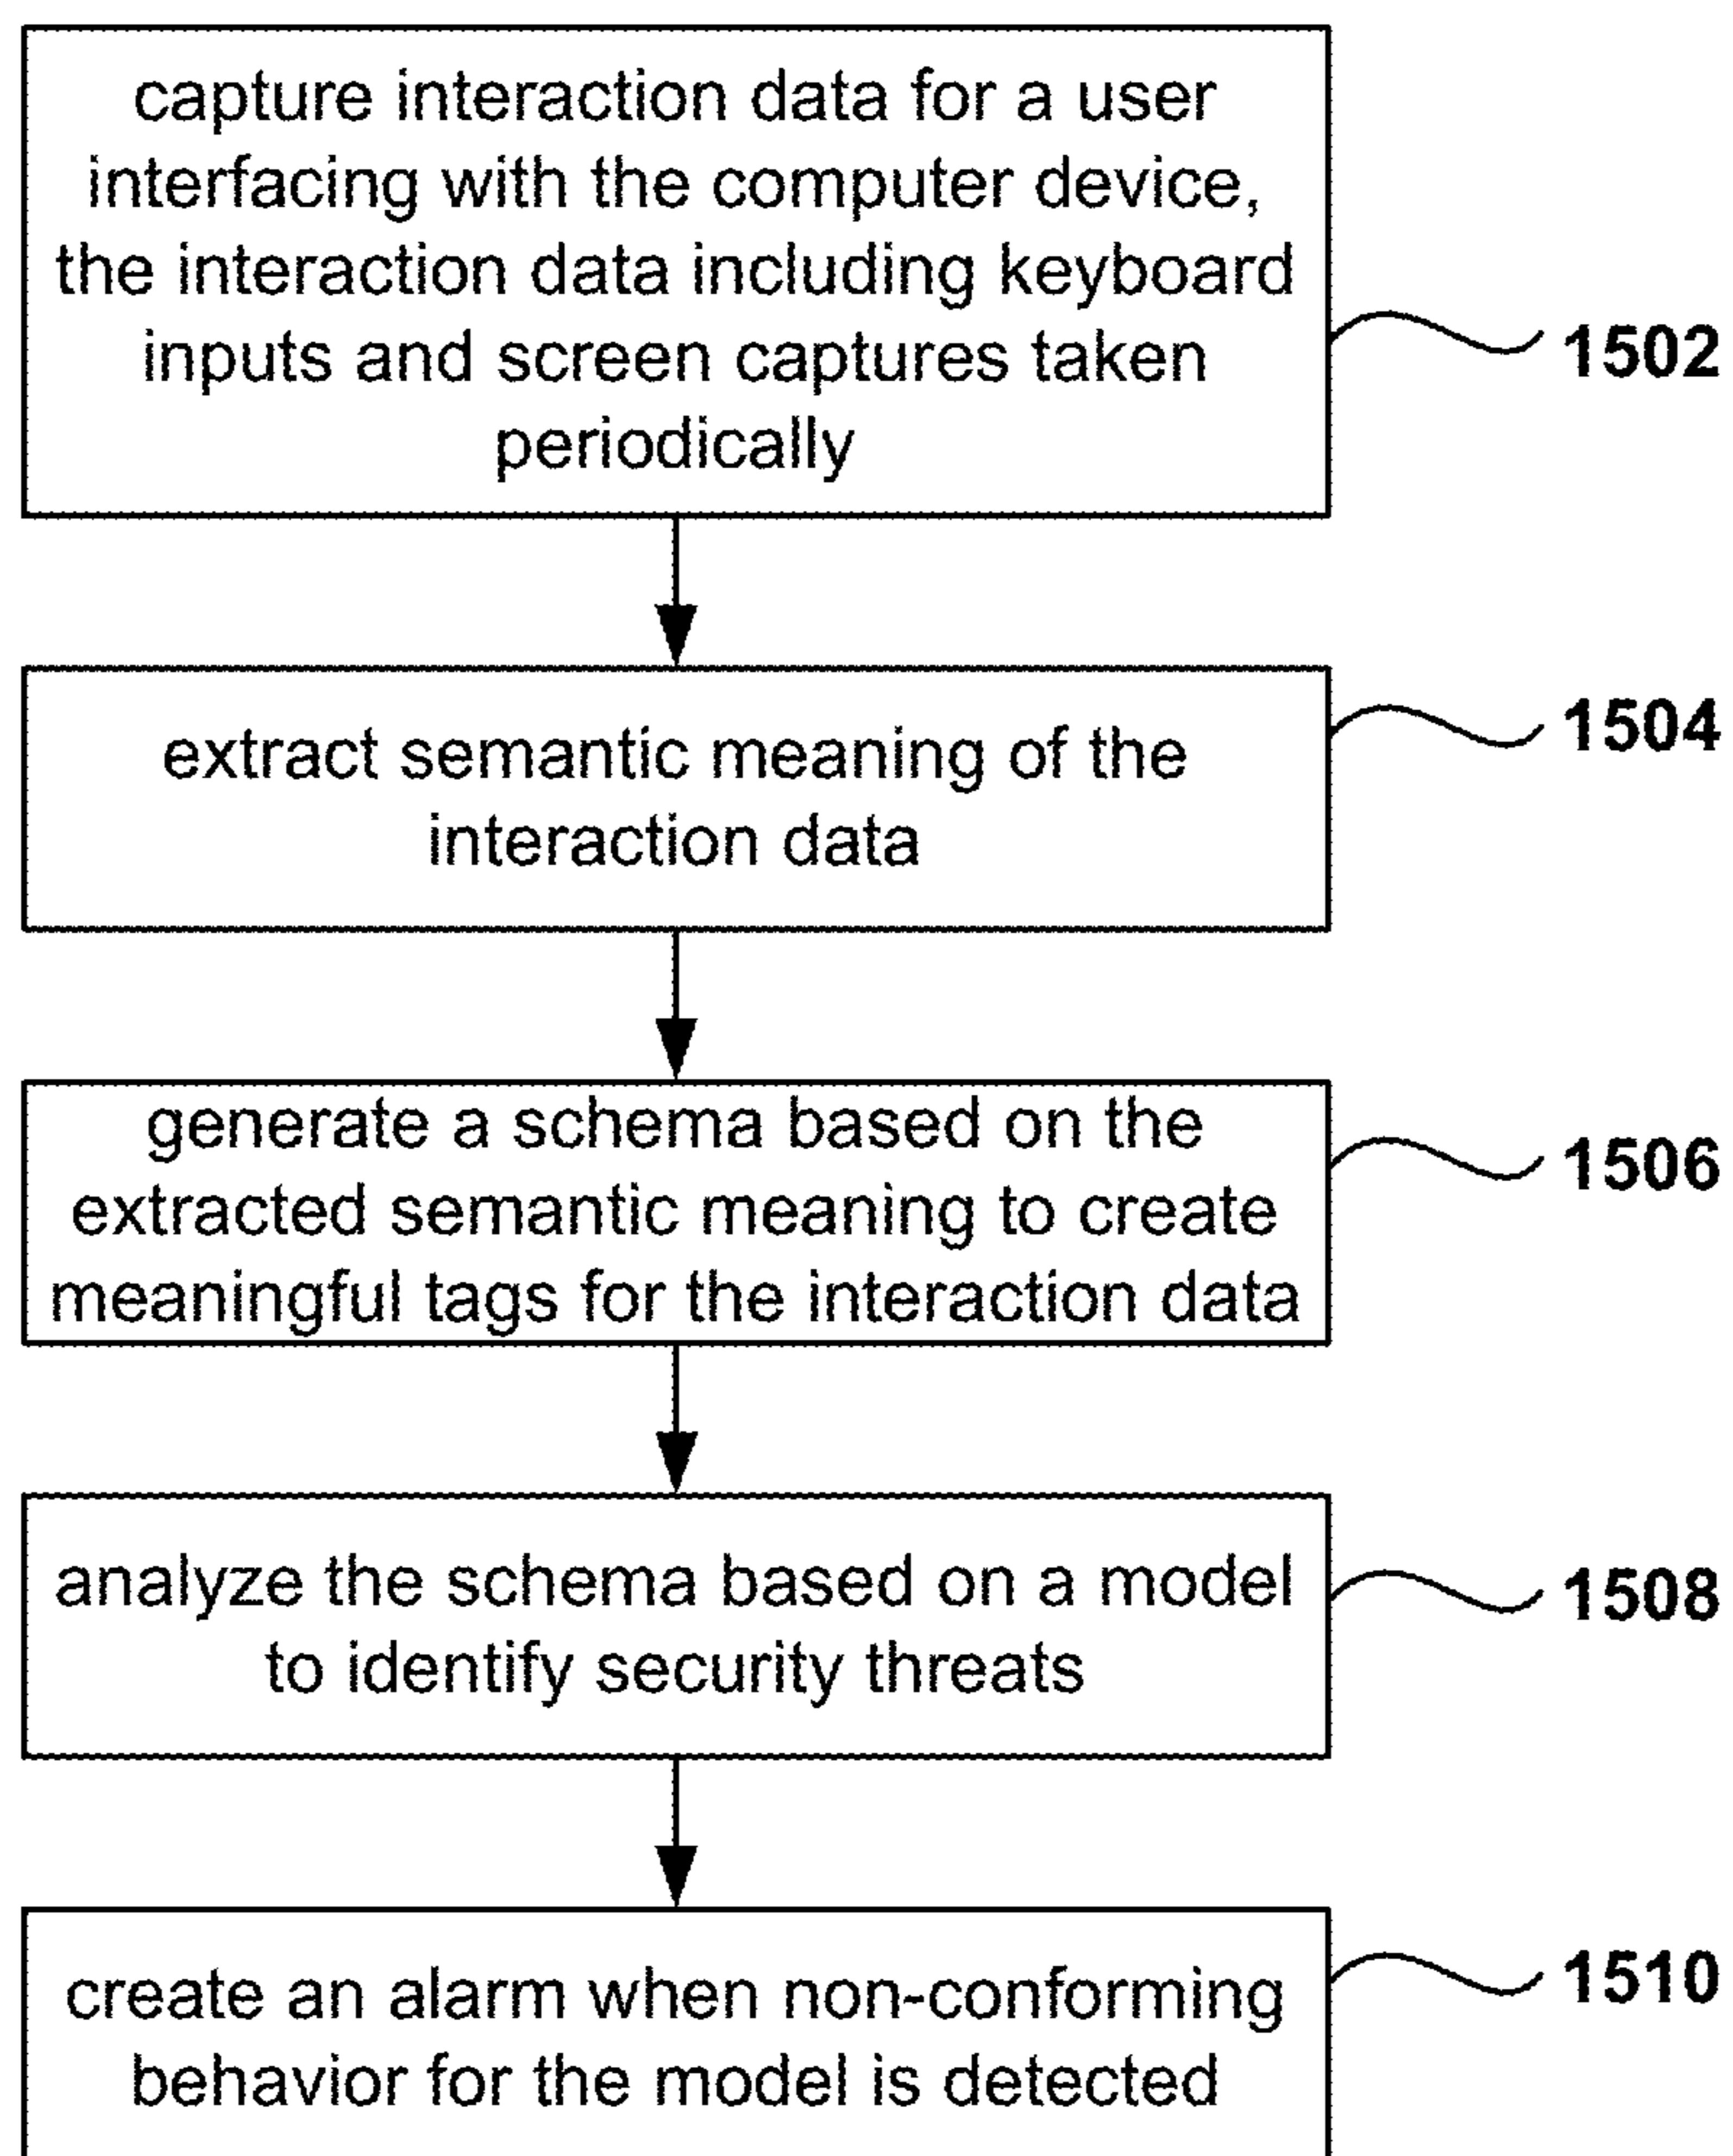 capture interaction data for a user
interfacing with the computer device,
the interaction data including keyboard
inputs and screen captures taken
periodically
1502
extract semantic meaning of the
interaction data
1504
generate a schema based on the
extracted semantic meaning to create
meaningful tags for the interaction data
1506
analyze the schema based on a model
to identify security threats
1508
create an alarm when non-conforming
behavior for the model is detected
1510